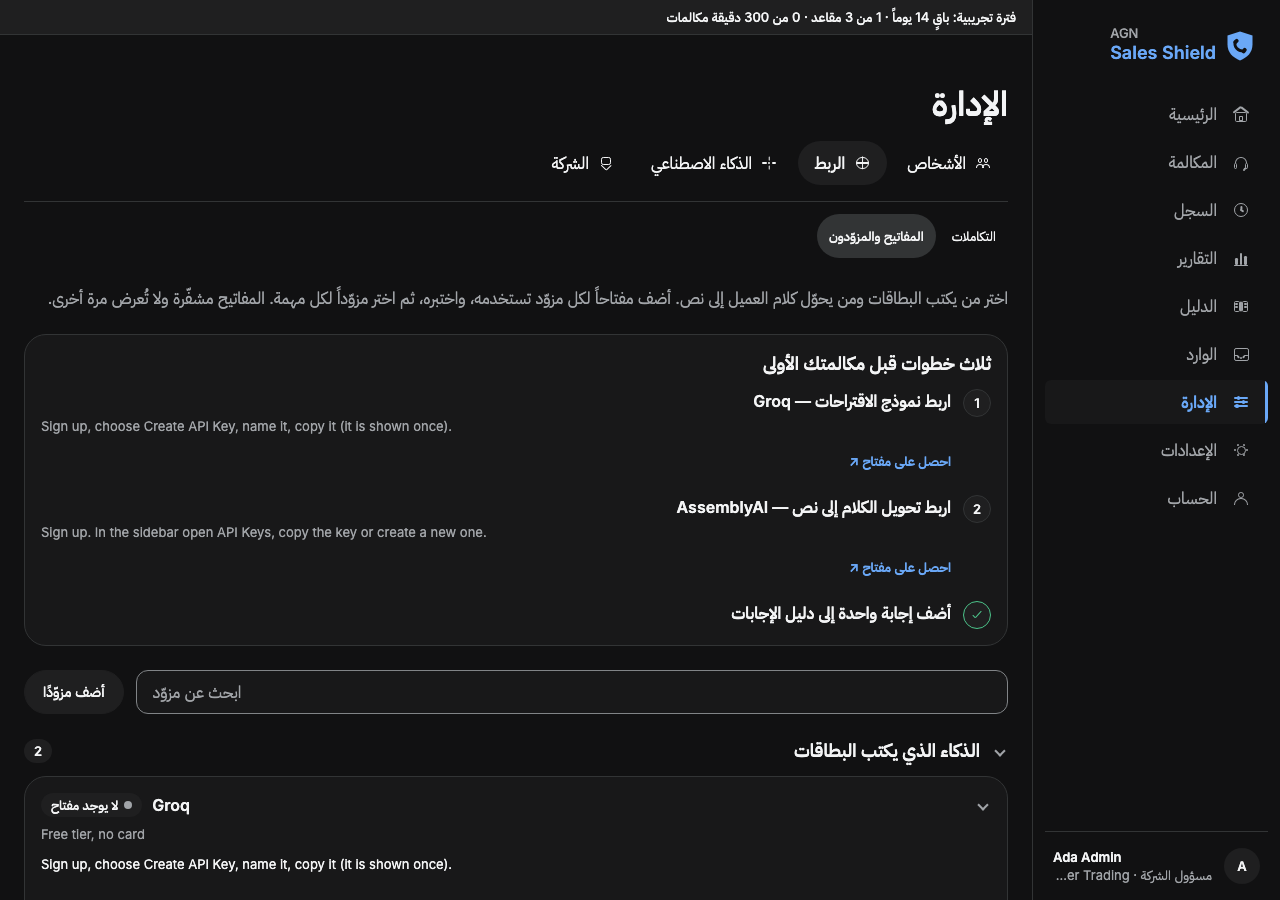 فترة تجريبية: باقٍ 14 يوماً · 1 من 3 مقاعد · 0 من 300 دقيقة مكالمات
AGN
Sales Shield
الرئيسية
المكالمة
السجل
التقارير
الدليل
الوارد
الإدارة
الإعدادات
الحساب
Ada Admin
مسؤول الشركة · er Trading...
A
الإدارة
الأشخاص
الربط
الذكاء الاصطناعي
الشركة
التكاملات
المفاتيح والمزوّدون
اختر من يكتب البطاقات ومن يحوّل كلام العميل إلى نص. أضف مفتاحاً لكل مزوّد تستخدمه، واختبره، ثم اختر مزوّداً لكل مهمة. المفاتيح مشفّرة ولا تُعرض مرة أخرى.
ثلاث خطوات قبل مكالمتك الأولى
1
اربط نموذج الاقتراحات — Groq
Sign up, choose Create API Key, name it, copy it (it is shown once).
احصل على مفتاح ↗
2
اربط تحويل الكلام إلى نص — AssemblyAI
Sign up. In the sidebar open API Keys, copy the key or create a new one.
احصل على مفتاح ↗
أضف إجابة واحدة إلى دليل الإجابات
ابحث عن مزوّد
أضف مزوّدًا
الذكاء الذي يكتب البطاقات
2
Groq
لا يوجد مفتاح
Free tier, no card
Sign up, choose Create API Key, name it, copy it (it is shown once).